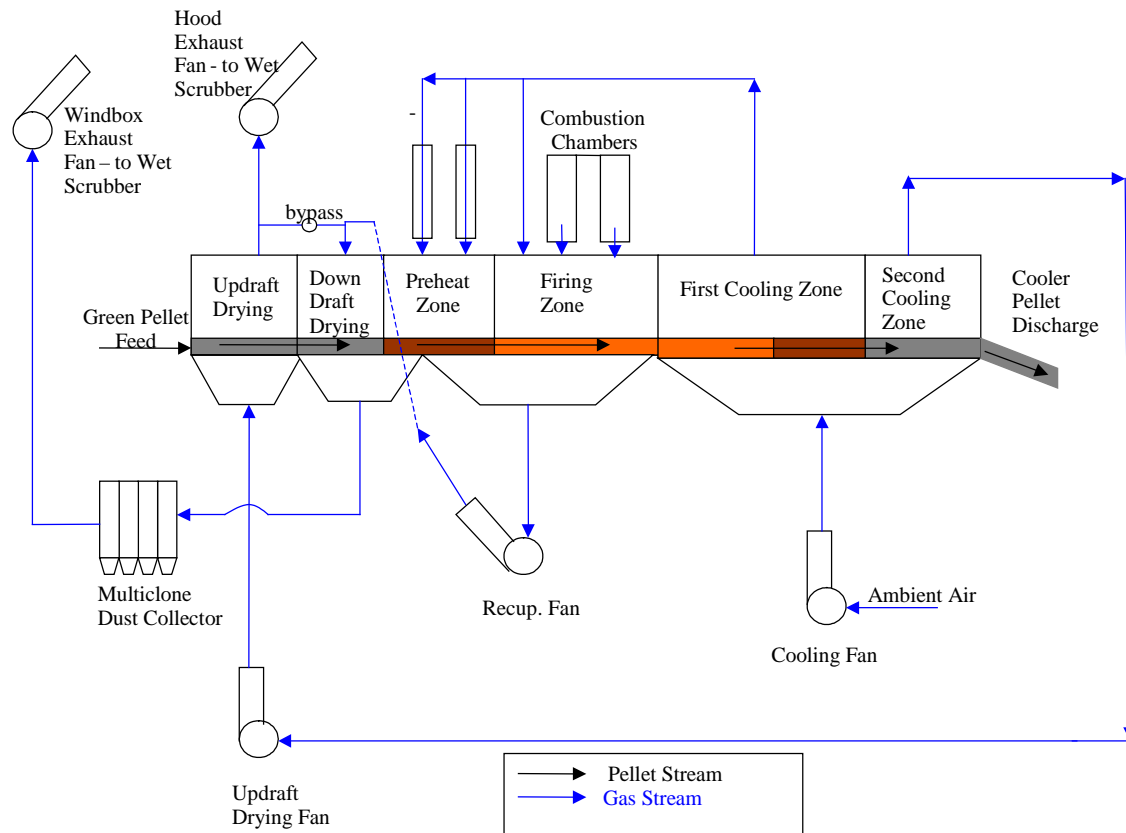 Hood
Exhaust
Fan - to Wet
Scrubber
Windbox
Exhaust
Fan – to Wet
Scrubber
-
Combustion
Chambers
bypass
Updraft
Drying
Down
Draft
Drying
Preheat
Zone
Firing
Zone
First Cooling Zone
Second
Cooling
Zone
Cooler
Pellet
Discharge
Green Pellet
Feed
Multiclone
Dust Collector
Recup. Fan
Ambient Air
Cooling Fan
Updraft
Drying Fan
Pellet Stream
Gas Stream